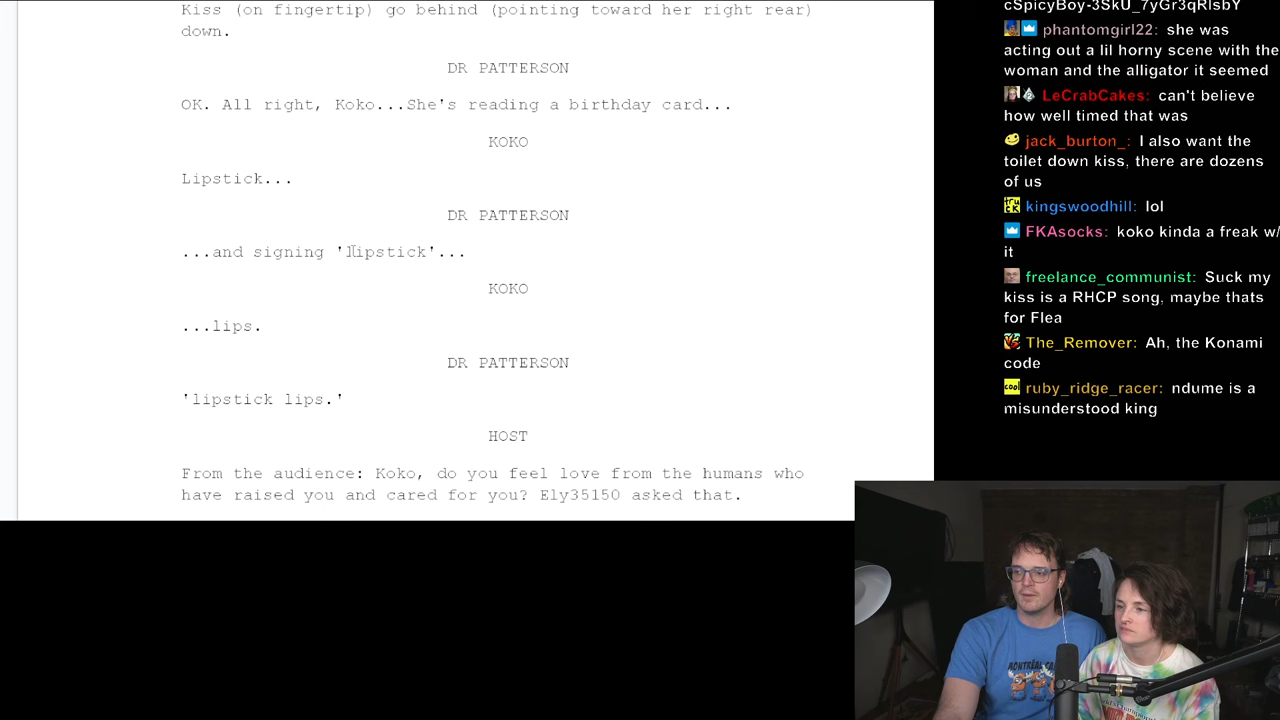 Kiss (on fingertip) go behind (pointing toward her right rear)
down.
DR PATTERSON
OK. All right, Koko...She's reading a birthday card...
KOKO
Lipstick...
DR PATTERSON
...and signing 'lipstick'...
KOKO
...lips.
DR PATTERSON
'lipstick lips.'
HOST
From the audience: Koko, do you feel love from the humans who
have raised you and cared for you? Ely35150 asked that.
cSpicyBoy-3SkU_7yGr3qRlsbY
phantomgirl22: she was
acting out a lil horny scene with the
woman and the alligator it seemed
LeCrabCakes: can't believe
how well timed that was
jack_burton_: I also want the
toilet down kiss, there are dozens
of us
kingswoodhill: lol
FKAsocks: koko kinda a freak w/
it
freelance_communist: Suck my
kiss is a RHCP song, maybe thats
for Flea
The_Remover: Ah, the Konami
code
cool
ruby_ridge_racer: ndume is a
misunderstood king
MONTRÉAL